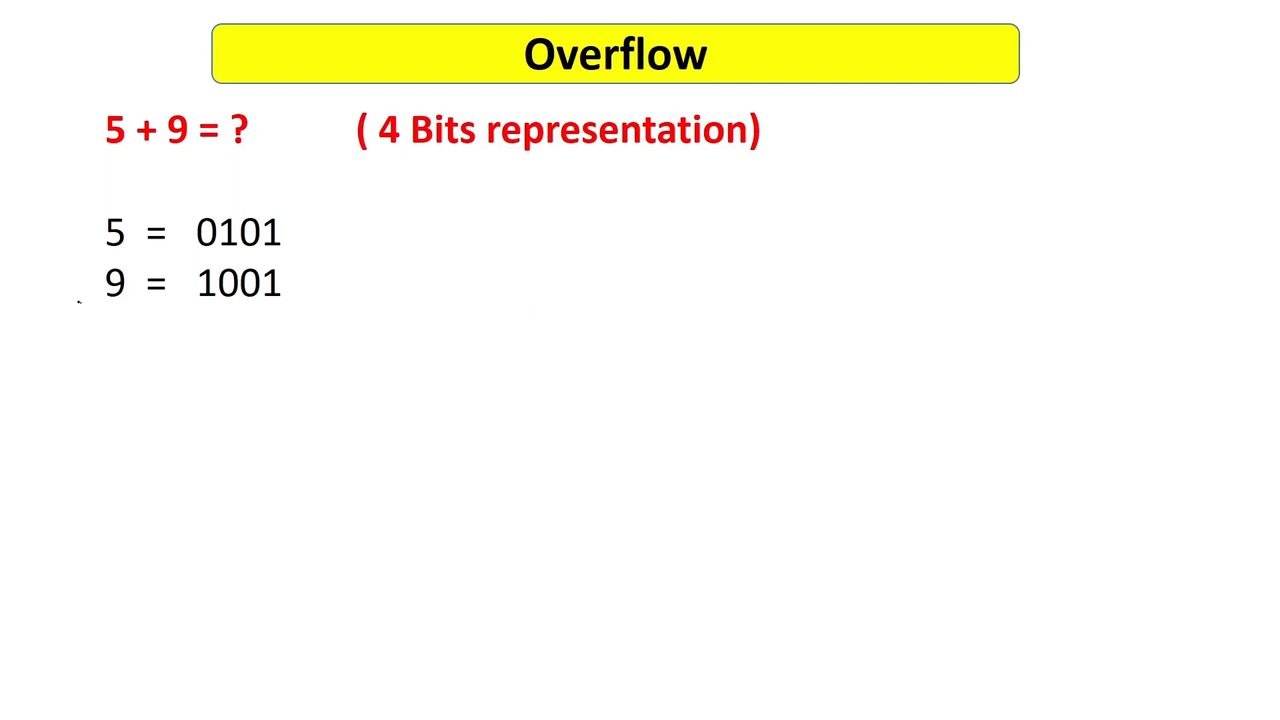 Overflow
5 + 9 = ? ( 4 Bits representation)
5 = 0101
9 = 1001